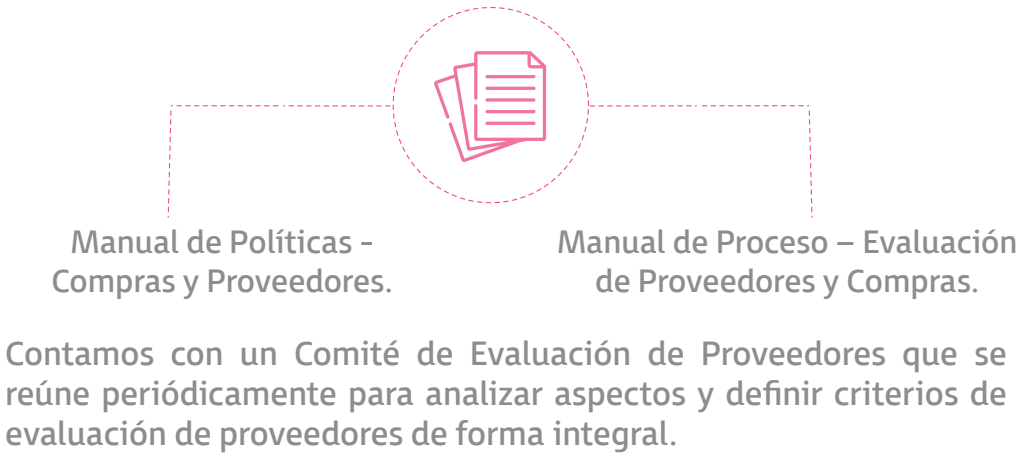 Manual de Políticas -
Compras y Proveedores.
Manual de Proceso – Evaluación
de Proveedores y Compras.
Contamos con un Comité de Evaluación de Proveedores que se
reúne periódicamente para analizar aspectos y definir criterios de
evaluación de proveedores de forma integral.